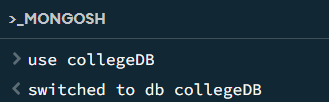 >_MONGOSH
> use collegeDB
< switched to db collegeDB